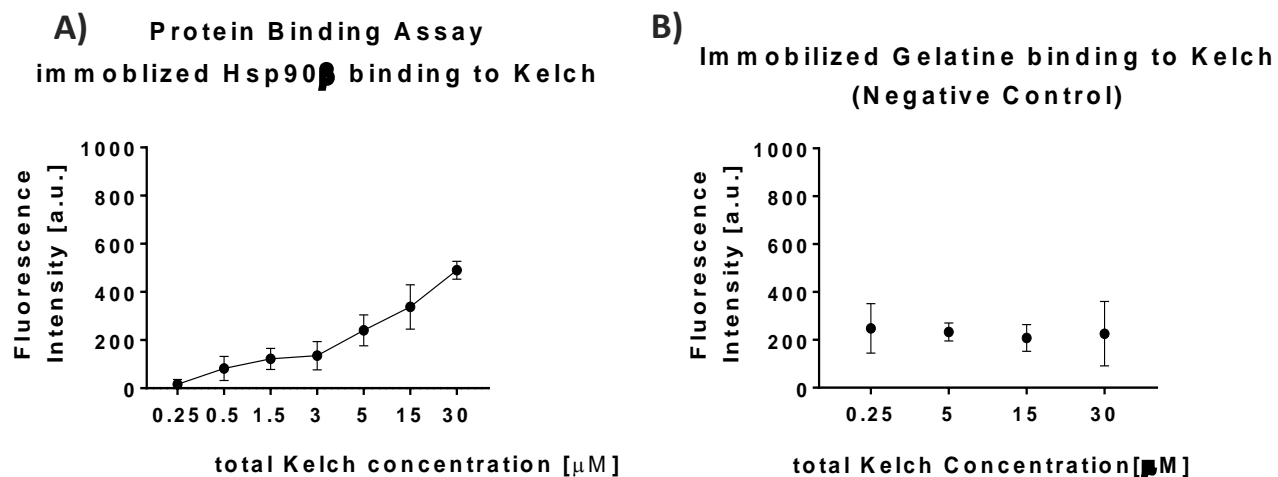 A)
Protein Binding Assay
immoblized Hsp90β binding to Kelch
Fluorescence
Intensity [a.u.]
1000
800
600
400
200
0
0.25 0.5 1.5 3 5 15 30
total Kelch concentration [μM]
B)
Immobilized Gelatine binding to Kelch
(Negative Control)
Fluorescence
Intensity [a.u.]
1000
800
600
400
200
0
0.25 5 15 30
total Kelch Concentration[μM]